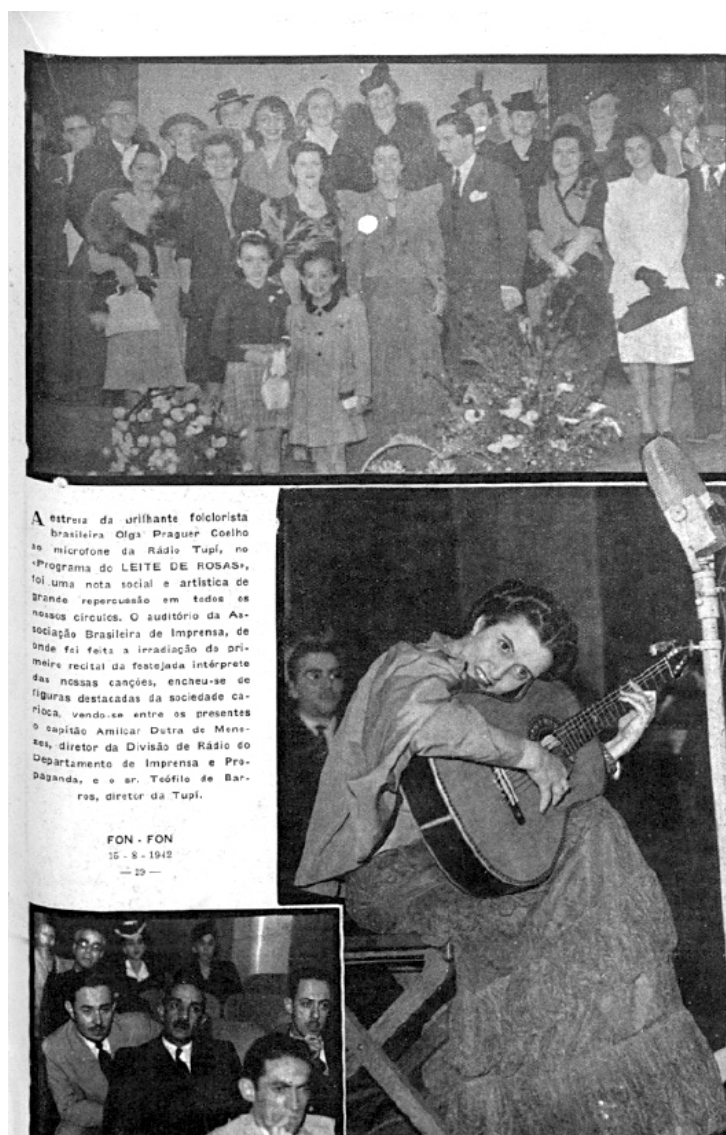 A estreia da brilhante folclorista
brasileira Olga Praguer Coelho
ao microfone da Rádio Tupí, no
«Programa do LEITE DE ROSAS»,
foi uma nota social e artística de
grande repercussão em todos os
nossos círculos. O auditório da As-
sociação Brasileira de Imprensa, de
onde foi feita a irradiação do pri-
meiro recital da festejada intérprete
das nossas canções, encheu-se de
figuras destacadas da sociedade ca-
rioca, vendo-se entre os presentes
o capitão Amilcar Dutra de Mene-
zes, diretor da Divisão de Rádio do
Departamento de Imprensa e Pro-
paganda, e o sr. Teófilo de Bar-
ros, diretor da Tupí.
FON - FON
15 - 8 - 1942
— 29 —